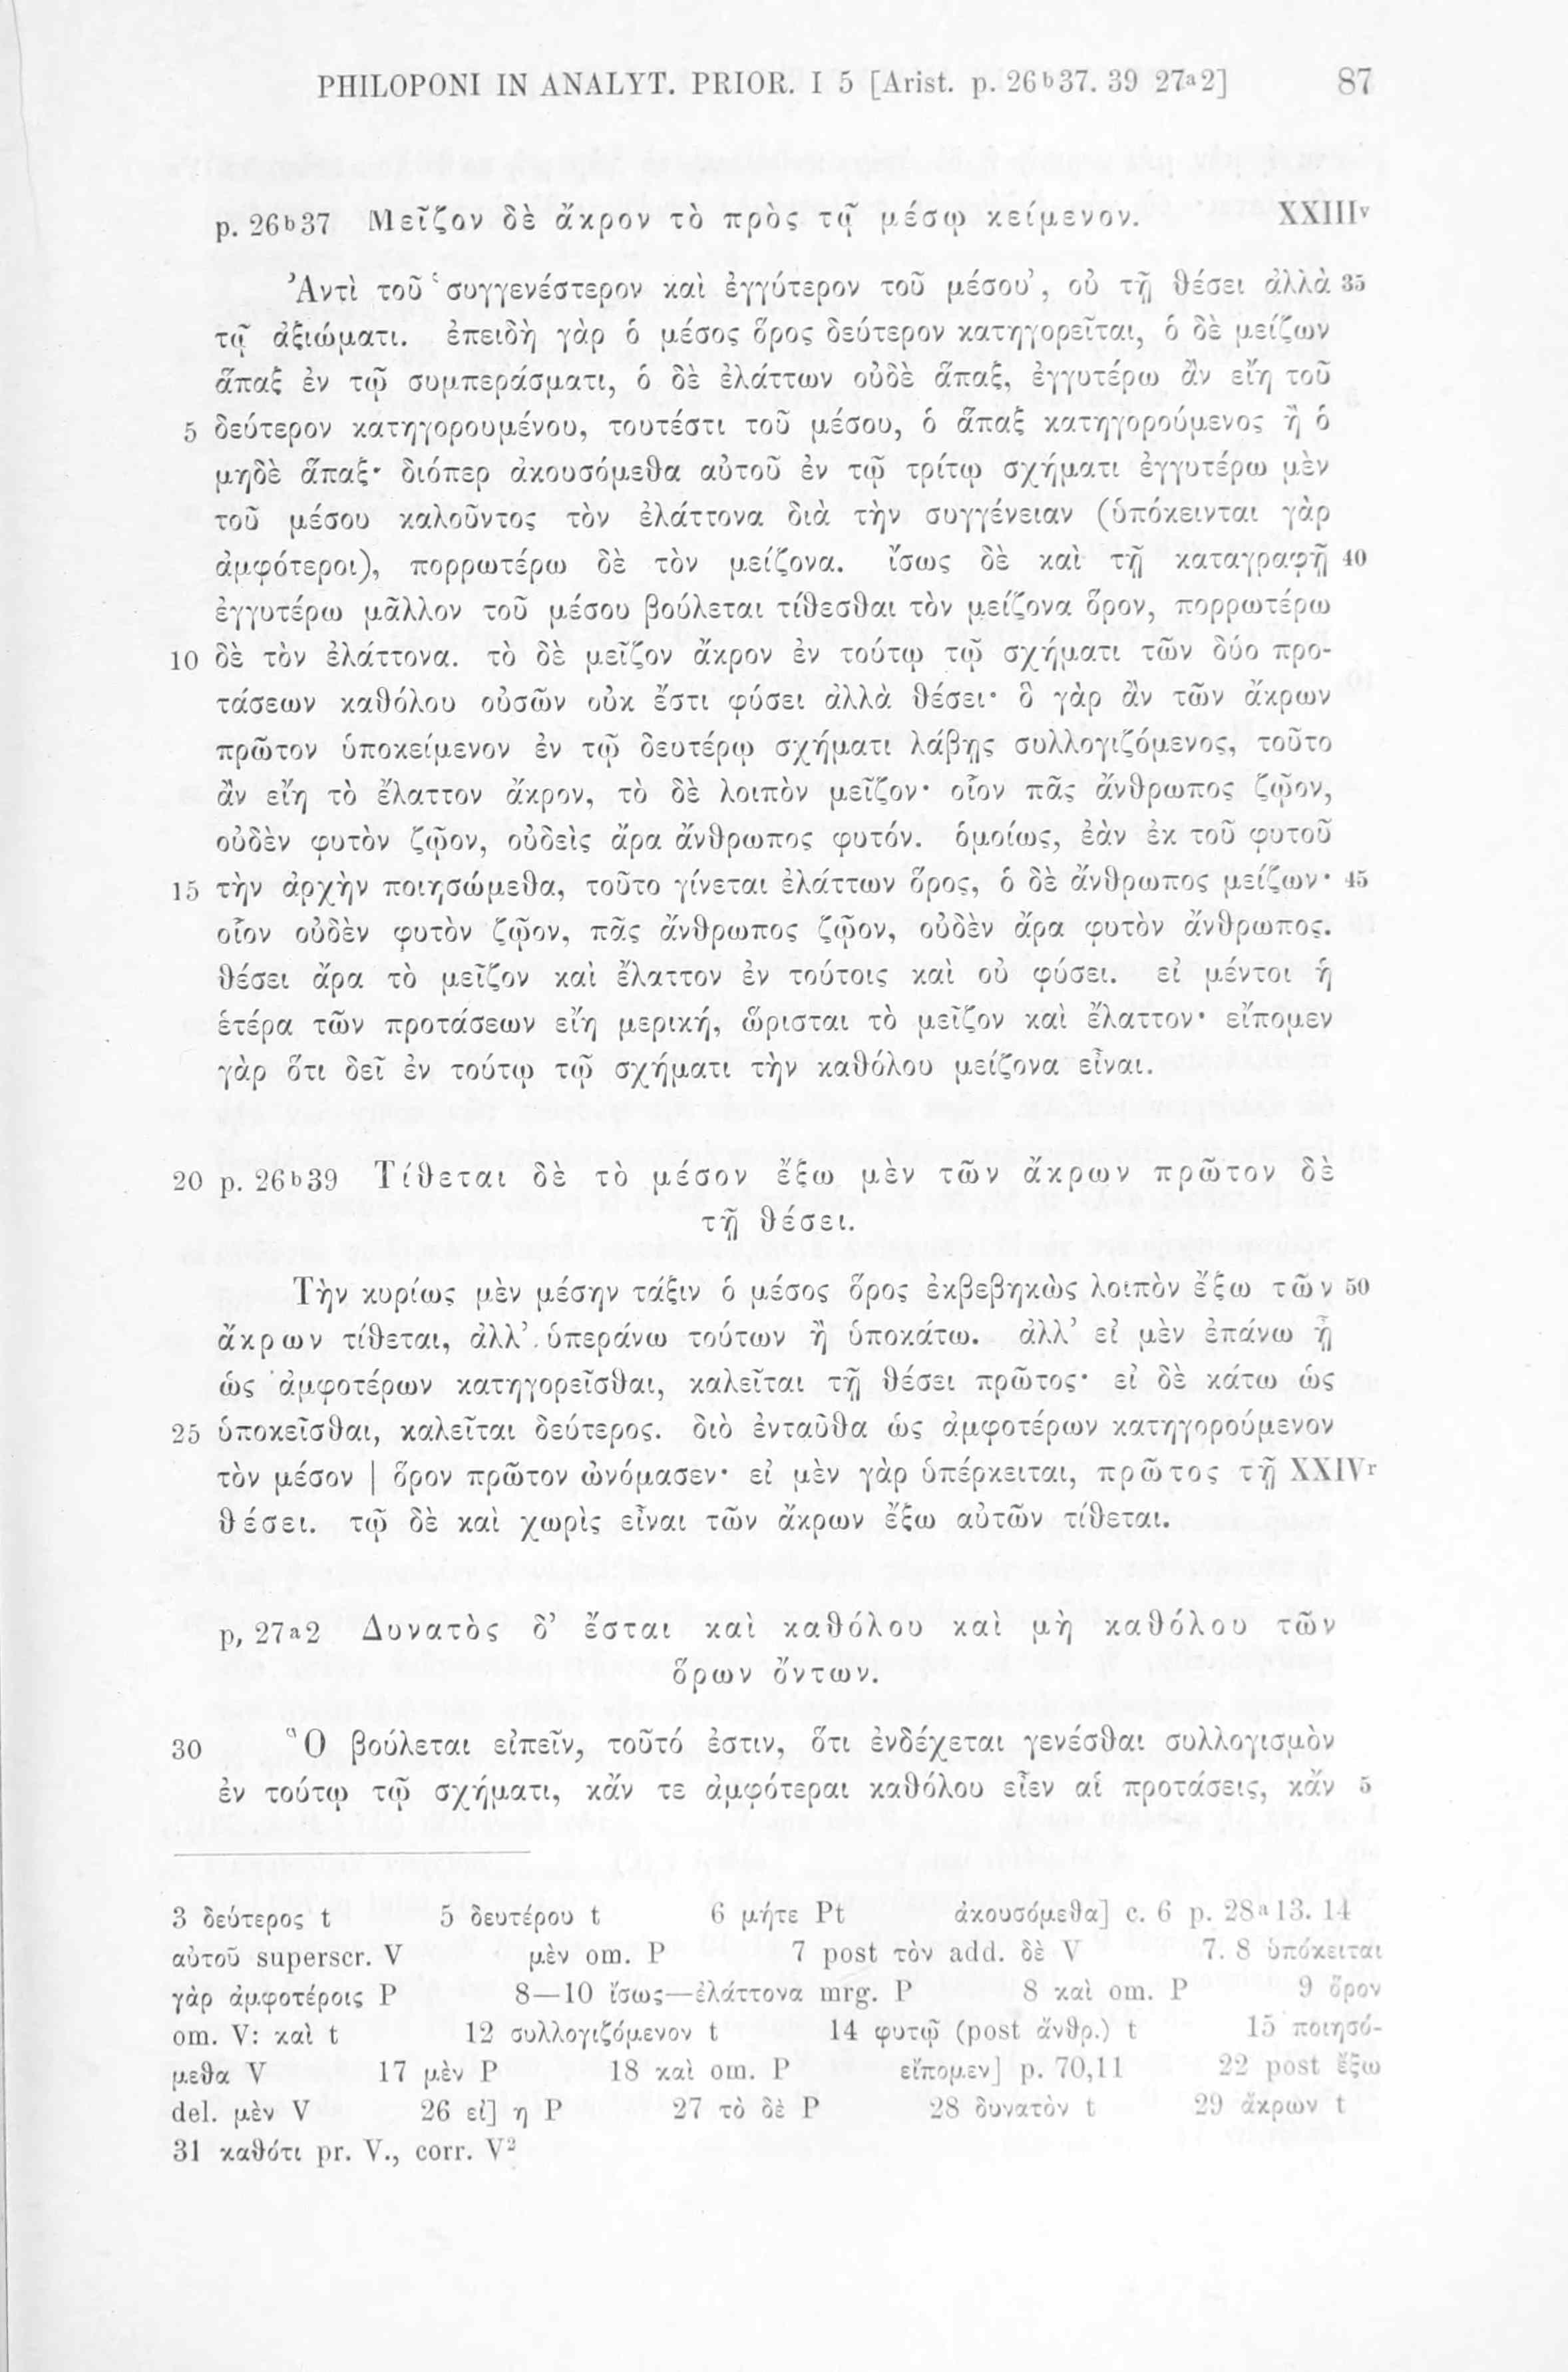 PHILOPONI IN ANALYT. PRIOR. I 5 [Arist. p. 26b37. 39 27a2] 87
p. 26b37 Μεῖζον δὲ ἄκρον τὸ πρὸς τῷ μέσῳ κείμενον. XXIIIv
Ἀντὶ τοῦ ‘συγγενέστερον καὶ ἐγγύτερον τοῦ μέσου’, οὐ τῇ θέσει ἀλλὰ 35
τῷ ἀξιώματι. ἐπειδὴ γὰρ ὁ μέσος ὅρος δεύτερον κατηγορεῖται, ὁ δὲ μείζων
ἅπαξ ἐν τῷ συμπεράσματι, ὁ δὲ ἐλάττων οὐδὲ ἅπαξ, ἐγγυτέρω ἂν εἴη τοῦ
5 δεύτερον κατηγορουμένου, τουτέστι τοῦ μέσου, ὁ ἅπαξ κατηγορούμενος ἢ ὁ
μηδὲ ἅπαξ· διόπερ ἀκουσόμεθα αὐτοῦ ἐν τῷ τρίτῳ σχήματι ἐγγυτέρω μὲν
τοῦ μέσου καλοῦντος τὸν ἐλάττονα διὰ τὴν συγγένειαν (ὑπόκεινται γὰρ
ἀμφότεροι), πορρωτέρω δὲ τὸν μείζονα. ἴσως δὲ καὶ τῇ καταγραφῇ 40
ἐγγυτέρω μᾶλλον τοῦ μέσου βούλεται τίθεσθαι τὸν μείζονα ὅρον, πορρωτέρω
10 δὲ τὸν ἐλάττονα. τὸ δὲ μεῖζον ἄκρον ἐν τούτῳ τῷ σχήματι τῶν δύο προ-
τάσεων καθόλου οὐσῶν οὐκ ἔστι φύσει ἀλλὰ θέσει· ὃ γὰρ ἂν τῶν ἄκρων
πρῶτον ὑποκείμενον ἐν τῷ δευτέρῳ σχήματι λάβῃς συλλογιζόμενος, τοῦτο
ἂν εἴη τὸ ἔλαττον ἄκρον, τὸ δὲ λοιπὸν μεῖζον· οἷον πᾶς ἄνθρωπος ζῷον,
οὐδὲν φυτὸν ζῷον, οὐδεὶς ἄρα ἄνθρωπος φυτόν. ὁμοίως, ἐὰν ἐκ τοῦ φυτοῦ
15 τὴν ἀρχὴν ποιησώμεθα, τοῦτο γίνεται ἐλάττων ὅρος, ὁ δὲ ἄνθρωπος μείζων· 45
οἷον οὐδὲν φυτὸν ζῷον, πᾶς ἄνθρωπος ζῷον, οὐδὲν ἄρα φυτὸν ἄνθρωπος.
θέσει ἄρα τὸ μεῖζον καὶ ἔλαττον ἐν τούτοις καὶ οὐ φύσει. εἰ μέντοι ἡ
ἑτέρα τῶν προτάσεων εἴη μερική, ὥρισται τὸ μεῖζον καὶ ἔλαττον· εἴπομεν
γὰρ ὅτι δεῖ ἐν τούτῳ τῷ σχήματι τὴν καθόλου μείζονα εἶναι.
20 p. 26b39 Τίθεται δὲ τὸ μέσον ἔξω μὲν τῶν ἄκρων πρῶτον δὲ
τῇ θέσει.
Τὴν κυρίως μὲν μέσην τάξιν ὁ μέσος ὅρος ἐκβεβηκὼς λοιπὸν ἔξω τῶν 50
ἄκρων τίθεται, ἀλλ’ ὑπεράνω τούτων ἢ ὑποκάτω. ἀλλ’ εἰ μὲν ἐπάνω ᾖ
ὡς ἀμφοτέρων κατηγορεῖσθαι, καλεῖται τῇ θέσει πρῶτος· εἰ δὲ κάτω ὡς
25 ὑποκεῖσθαι, καλεῖται δεύτερος. διὸ ἐνταῦθα ὡς ἀμφοτέρων κατηγορούμενον
τὸν μέσον | ὅρον πρῶτον ὠνόμασεν· εἰ μὲν γὰρ ὑπέρκειται, πρῶτος τῇ XXIVr
θέσει. τῷ δὲ καὶ χωρὶς εἶναι τῶν ἄκρων ἔξω αὐτῶν τίθεται.
p. 27a2 Δυνατὸς δ’ ἔσται καὶ καθόλου καὶ μὴ καθόλου τῶν
ὅρων ὄντων.
30 Ὃ βούλεται εἰπεῖν, τοῦτό ἐστιν, ὅτι ἐνδέχεται γενέσθαι συλλογισμὸν
ἐν τούτῳ τῷ σχήματι, κἄν τε ἀμφότεραι καθόλου εἶεν αἱ προτάσεις, κἄν 5
3 δεύτερος t 5 δευτέρου t 6 μήτε Pt ἀκουσόμεθα] c. 6 p. 28a13. 14
αὐτοῦ superscr. V μὲν om. P 7 post τὸν add. δὲ V 7. 8 ὑπόκειται
γὰρ ἀμφοτέροις P 8—10 ἴσως—ἐλάττονα mrg. P 8 καὶ om. P 9 ὅρον
om. V: καὶ t 12 συλλογιζόμενον t 14 φυτῷ (post ἄνθρ.) t 15 ποιησό-
μεθα V 17 μὲν P 18 καὶ om. P εἴπομεν] p. 70,11 22 post ἔξω
del. μὲν V 26 εἰ] η P 27 τὸ δὲ P 28 δυνατὸν t 29 ἄκρων t
31 καθότι pr. V., corr. V²